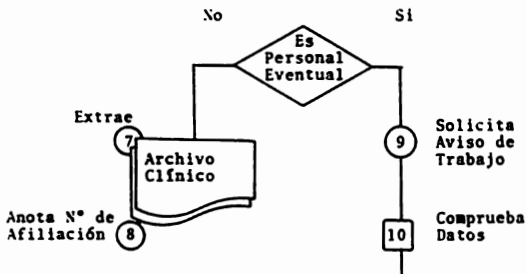 No
Si
Es
Personal
Eventual
Extrae
7
Archivo
Clínico
Anota N° de
Afiliación
8
9
Solicita
Aviso de
Trabajo
10
Comprueba
Datos